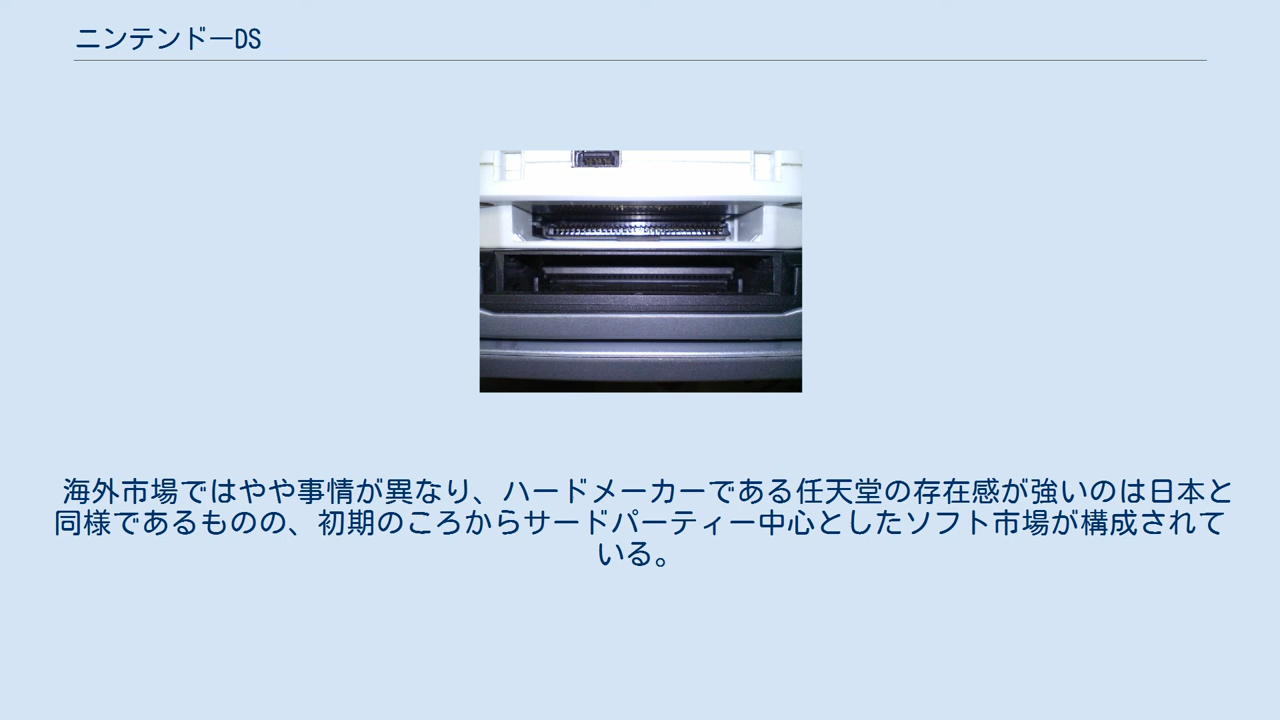 ニンテンドーDS
海外市場ではやや事情が異なり、ハードメーカーである任天堂の存在感が強いのは日本と
同様であるものの、初期のころからサードパーティー中心としたソフト市場が構成されて
いる。